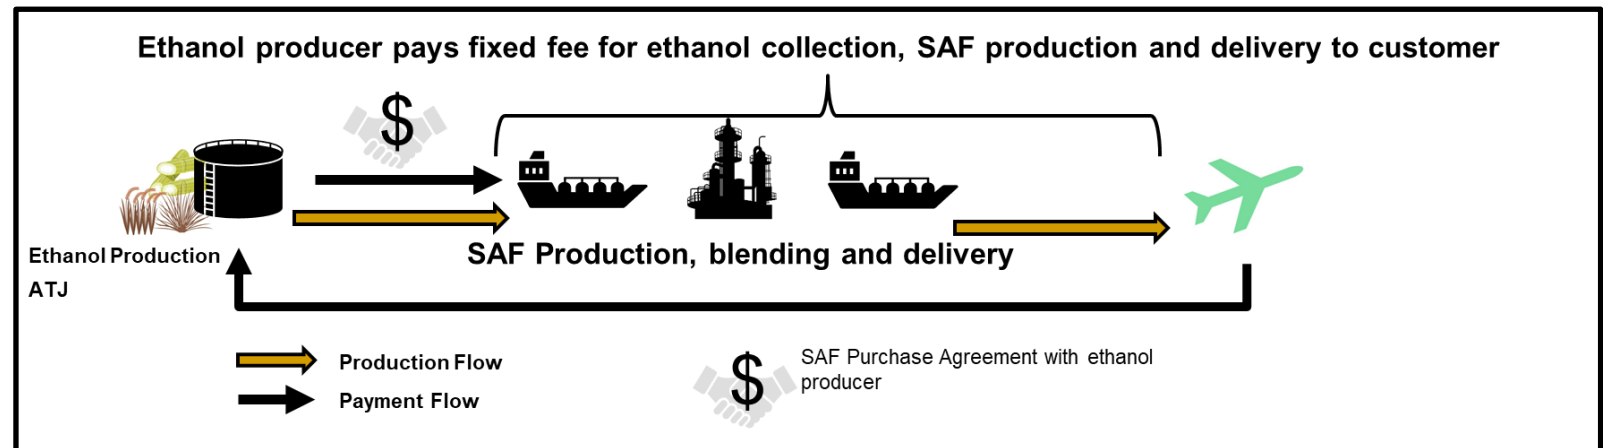 Ethanol producer pays fixed fee for ethanol collection, SAF production and delivery to customer
$
SAF Production, blending and delivery
Ethanol Production
ATJ
Production Flow
Payment Flow
$
SAF Purchase Agreement with ethanol
producer